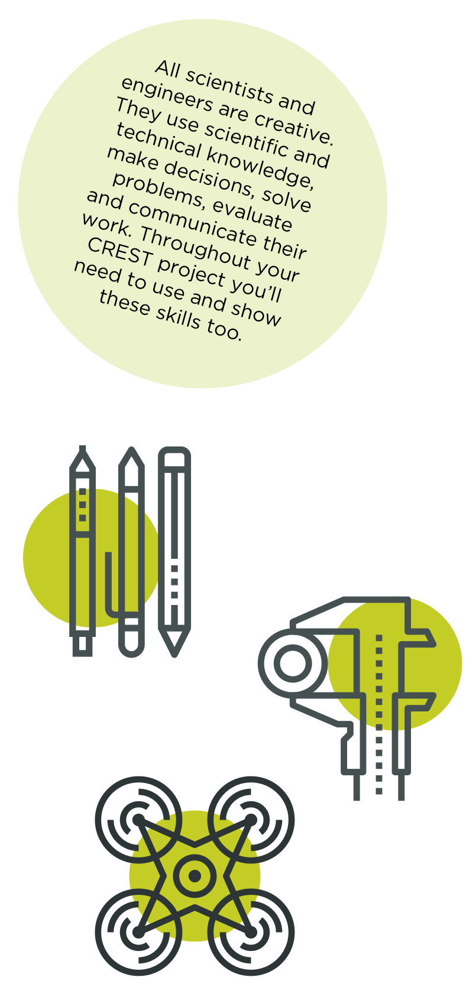 All scientists and
engineers are creative.
They use scientific and
technical knowledge,
make decisions, solve
problems, evaluate
and communicate their
work. Throughout your
CREST project you’ll
need to use and show
these skills too.